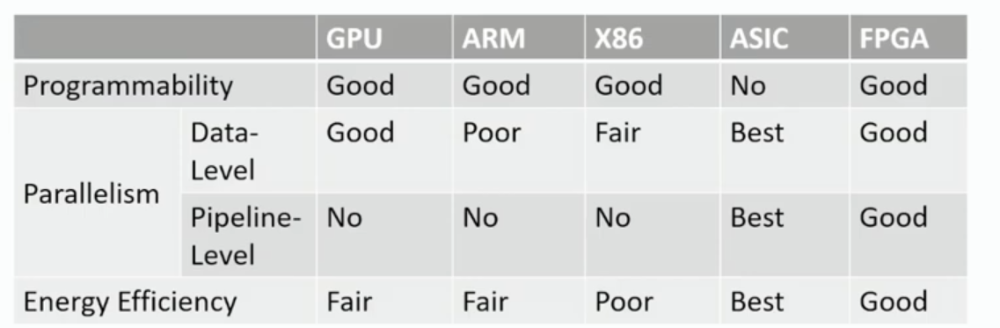 GPU ARM X86 ASIC FPGA
Programmability Good Good Good No Good
Parallelism
Data-
Level
Good Poor Fair Best Good
Pipeline-
Level
No No No Best Good
Energy Efficiency Fair Fair Poor Best Good